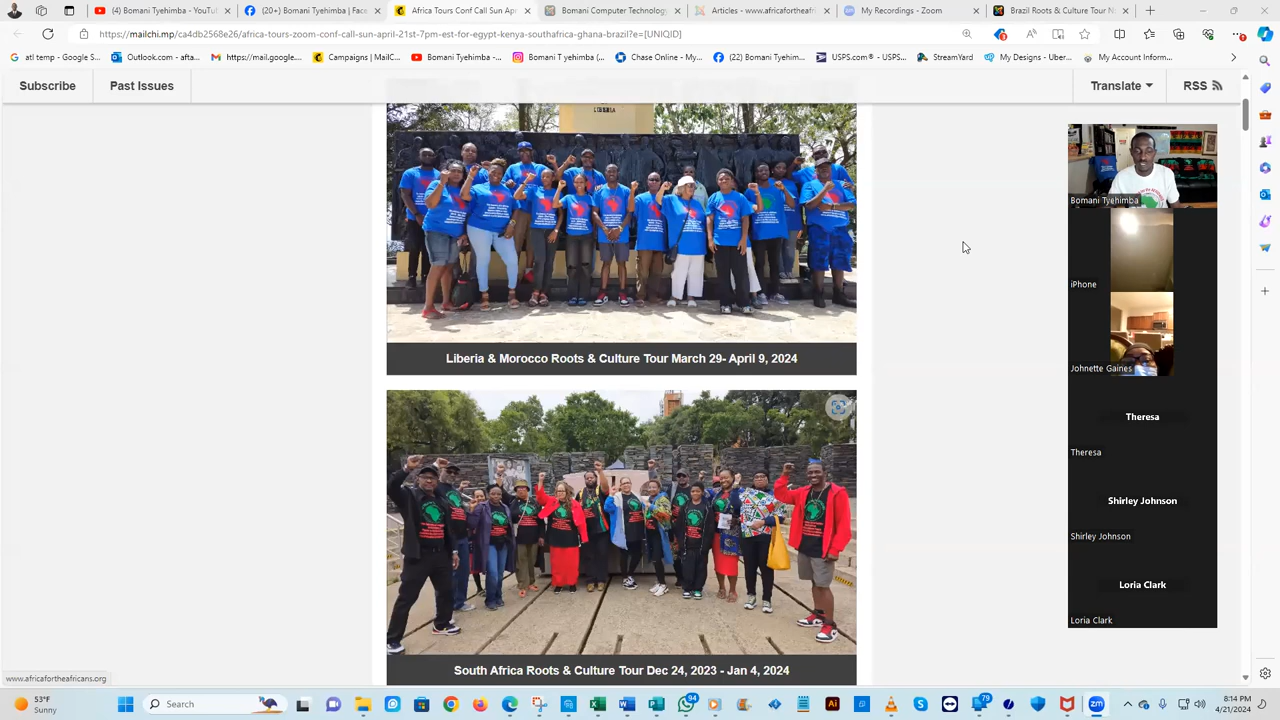 (4) Bomani Tyehimba - YouTu
(20+) Bomani Tyehimba | Face
Africa Tours Conf Call Sun Apr
Bomani Computer Technology
Articles - www.africafortheafri
My Recordings - Zoom
Brazil Roots & Culture Tour N
https://mailchi.mp/ca4db2568e26/africa-tours-zoom-conf-call-sun-april-21st-7pm-est-for-egypt-kenya-southafrica-ghana-brazil?e=[UNIQID]
atl temp - Google S...
Outlook.com - afta...
https://mail.google....
Campaigns | MailC...
Bomani Tyehimba -...
B omani T yehimba (...
Chase Online - My...
(22) Bomani Tyehim...
USPS.com® - USPS...
StreamYard
My Designs - Uber...
My Account Inform...
Subscribe
Past Issues
Translate
RSS
LIBERIA
Liberia & Morocco Roots & Culture Tour March 29- April 9, 2024
South Africa Roots & Culture Tour Dec 24, 2023 - Jan 4, 2024
Bomani Tyehimba
iPhone
Johnette Gaines
Theresa
Theresa
Shirley Johnson
Shirley Johnson
Loria Clark
Loria Clark
www.africafortheafricans.org
53°F
Sunny
Search
94
79
8:14 PM
4/21/2024